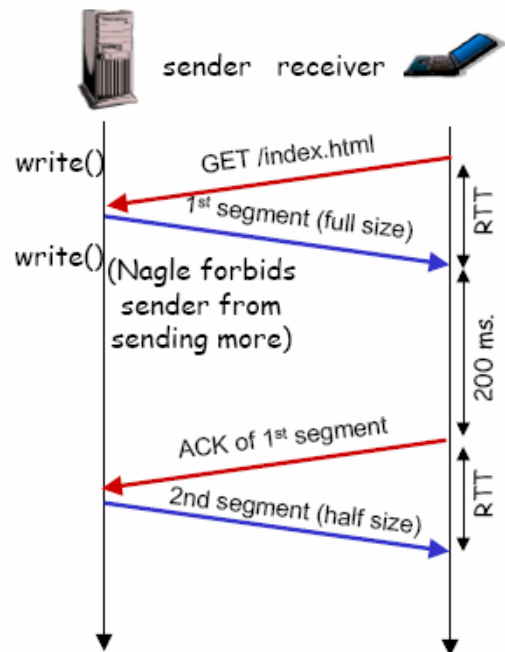 sender receiver
write()
GET /index.html
RTT
1st segment (full size)
write()
(Nagle forbids
sender from
sending more)
200 ms.
ACK of 1st segment
RTT
2nd segment (half size)